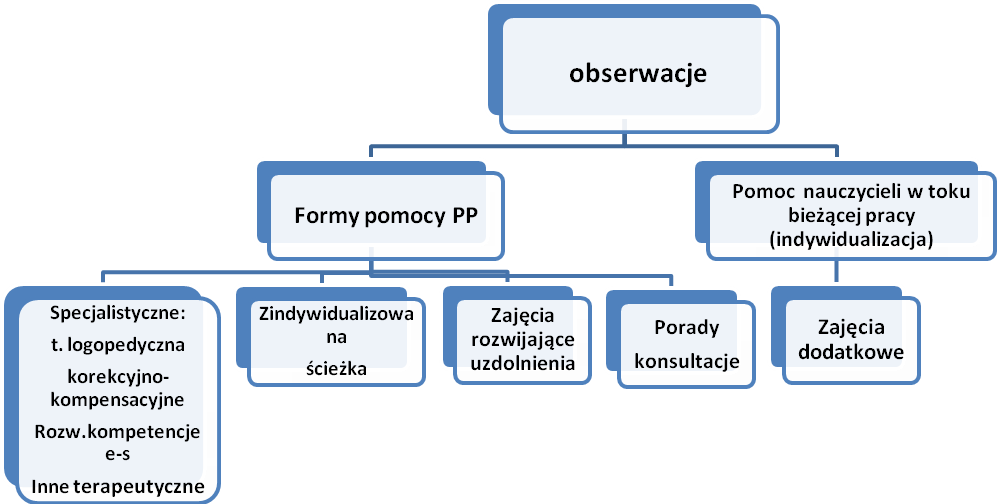 obserwacje
Formy pomocy PP
Pomoc nauczycieli w toku
bieżącej pracy
(indywidualizacja)
Specjalistyczne:
t. logopedyczna
korekcyjno-
kompensacyjne
Rozw.kompetencje
e-s
Inne terapeutyczne
Zindywidualizowa
na
ścieżka
Zajęcia
rozwijające
uzdolnienia
Porady
konsultacje
Zajęcia
dodatkowe